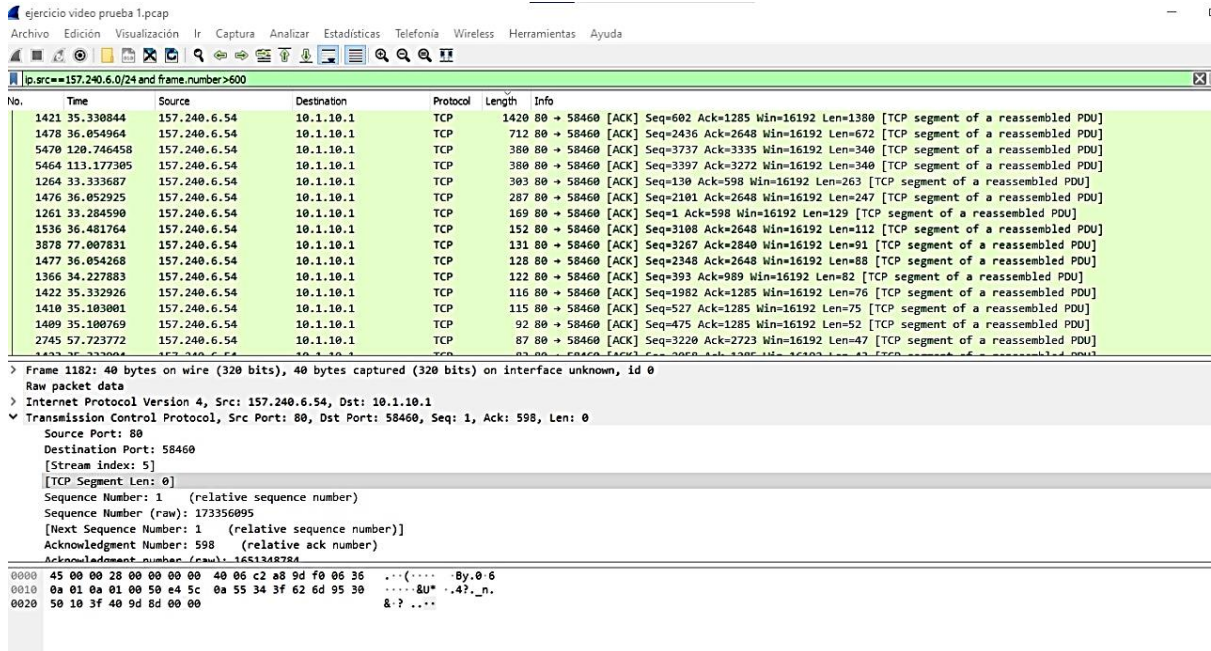 ejercicio video prueba 1.pcap
Archivo Edición Visualización Ir Captura Analizar Estadísticas Telefonía Wireless Herramientas Ayuda
ip.src==157.240.6.0/24 and frame.number>600
No. Time Source Destination Protocol Length Info
1421 35.330844 157.240.6.54 10.1.10.1 TCP 1420 80 → 58460 [ACK] Seq=602 Ack=1285 Win=16192 Len=1380 [TCP segment of a reassembled PDU]
1478 36.054964 157.240.6.54 10.1.10.1 TCP 712 80 → 58460 [ACK] Seq=2436 Ack=2648 Win=16192 Len=672 [TCP segment of a reassembled PDU]
5470 120.746458 157.240.6.54 10.1.10.1 TCP 380 80 → 58460 [ACK] Seq=3737 Ack=3335 Win=16192 Len=340 [TCP segment of a reassembled PDU]
5464 113.177305 157.240.6.54 10.1.10.1 TCP 380 80 → 58460 [ACK] Seq=3397 Ack=3272 Win=16192 Len=340 [TCP segment of a reassembled PDU]
1264 33.333687 157.240.6.54 10.1.10.1 TCP 303 80 → 58460 [ACK] Seq=130 Ack=598 Win=16192 Len=263 [TCP segment of a reassembled PDU]
1476 36.052925 157.240.6.54 10.1.10.1 TCP 287 80 → 58460 [ACK] Seq=2101 Ack=2648 Win=16192 Len=247 [TCP segment of a reassembled PDU]
1261 33.284590 157.240.6.54 10.1.10.1 TCP 169 80 → 58460 [ACK] Seq=1 Ack=598 Win=16192 Len=129 [TCP segment of a reassembled PDU]
1536 36.481764 157.240.6.54 10.1.10.1 TCP 152 80 → 58460 [ACK] Seq=3108 Ack=2648 Win=16192 Len=112 [TCP segment of a reassembled PDU]
3878 77.007831 157.240.6.54 10.1.10.1 TCP 131 80 → 58460 [ACK] Seq=3267 Ack=2840 Win=16192 Len=91 [TCP segment of a reassembled PDU]
1477 36.054268 157.240.6.54 10.1.10.1 TCP 128 80 → 58460 [ACK] Seq=2348 Ack=2648 Win=16192 Len=88 [TCP segment of a reassembled PDU]
1366 34.227883 157.240.6.54 10.1.10.1 TCP 122 80 → 58460 [ACK] Seq=393 Ack=989 Win=16192 Len=82 [TCP segment of a reassembled PDU]
1422 35.332926 157.240.6.54 10.1.10.1 TCP 116 80 → 58460 [ACK] Seq=1982 Ack=1285 Win=16192 Len=76 [TCP segment of a reassembled PDU]
1410 35.103001 157.240.6.54 10.1.10.1 TCP 115 80 → 58460 [ACK] Seq=527 Ack=1285 Win=16192 Len=75 [TCP segment of a reassembled PDU]
1409 35.100769 157.240.6.54 10.1.10.1 TCP 92 80 → 58460 [ACK] Seq=475 Ack=1285 Win=16192 Len=52 [TCP segment of a reassembled PDU]
2745 57.723772 157.240.6.54 10.1.10.1 TCP 87 80 → 58460 [ACK] Seq=3220 Ack=2723 Win=16192 Len=47 [TCP segment of a reassembled PDU]
Frame 1182: 40 bytes on wire (320 bits), 40 bytes captured (320 bits) on interface unknown, id 0
Raw packet data
Internet Protocol Version 4, Src: 157.240.6.54, Dst: 10.1.10.1
Transmission Control Protocol, Src Port: 80, Dst Port: 58460, Seq: 1, Ack: 598, Len: 0
Source Port: 80
Destination Port: 58460
[Stream index: 5]
[TCP Segment Len: 0]
Sequence Number: 1 (relative sequence number)
Sequence Number (raw): 173356095
[Next Sequence Number: 1 (relative sequence number)]
Acknowledgment Number: 598 (relative ack number)
Acknowledgment number (raw): 1651348784
0000 45 00 00 28 00 00 00 00 40 06 c2 a8 9d f0 06 36
0010 0a 01 0a 01 00 50 e4 5c 0a 55 34 3f 62 6d 95 30
0020 50 10 3f 40 9d 8d 00 00